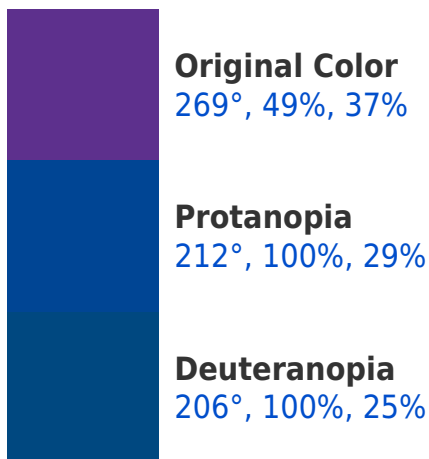 Original Color
269°, 49%, 37%
Protanopia
212°, 100%, 29%
Deuteranopia
206°, 100%, 25%